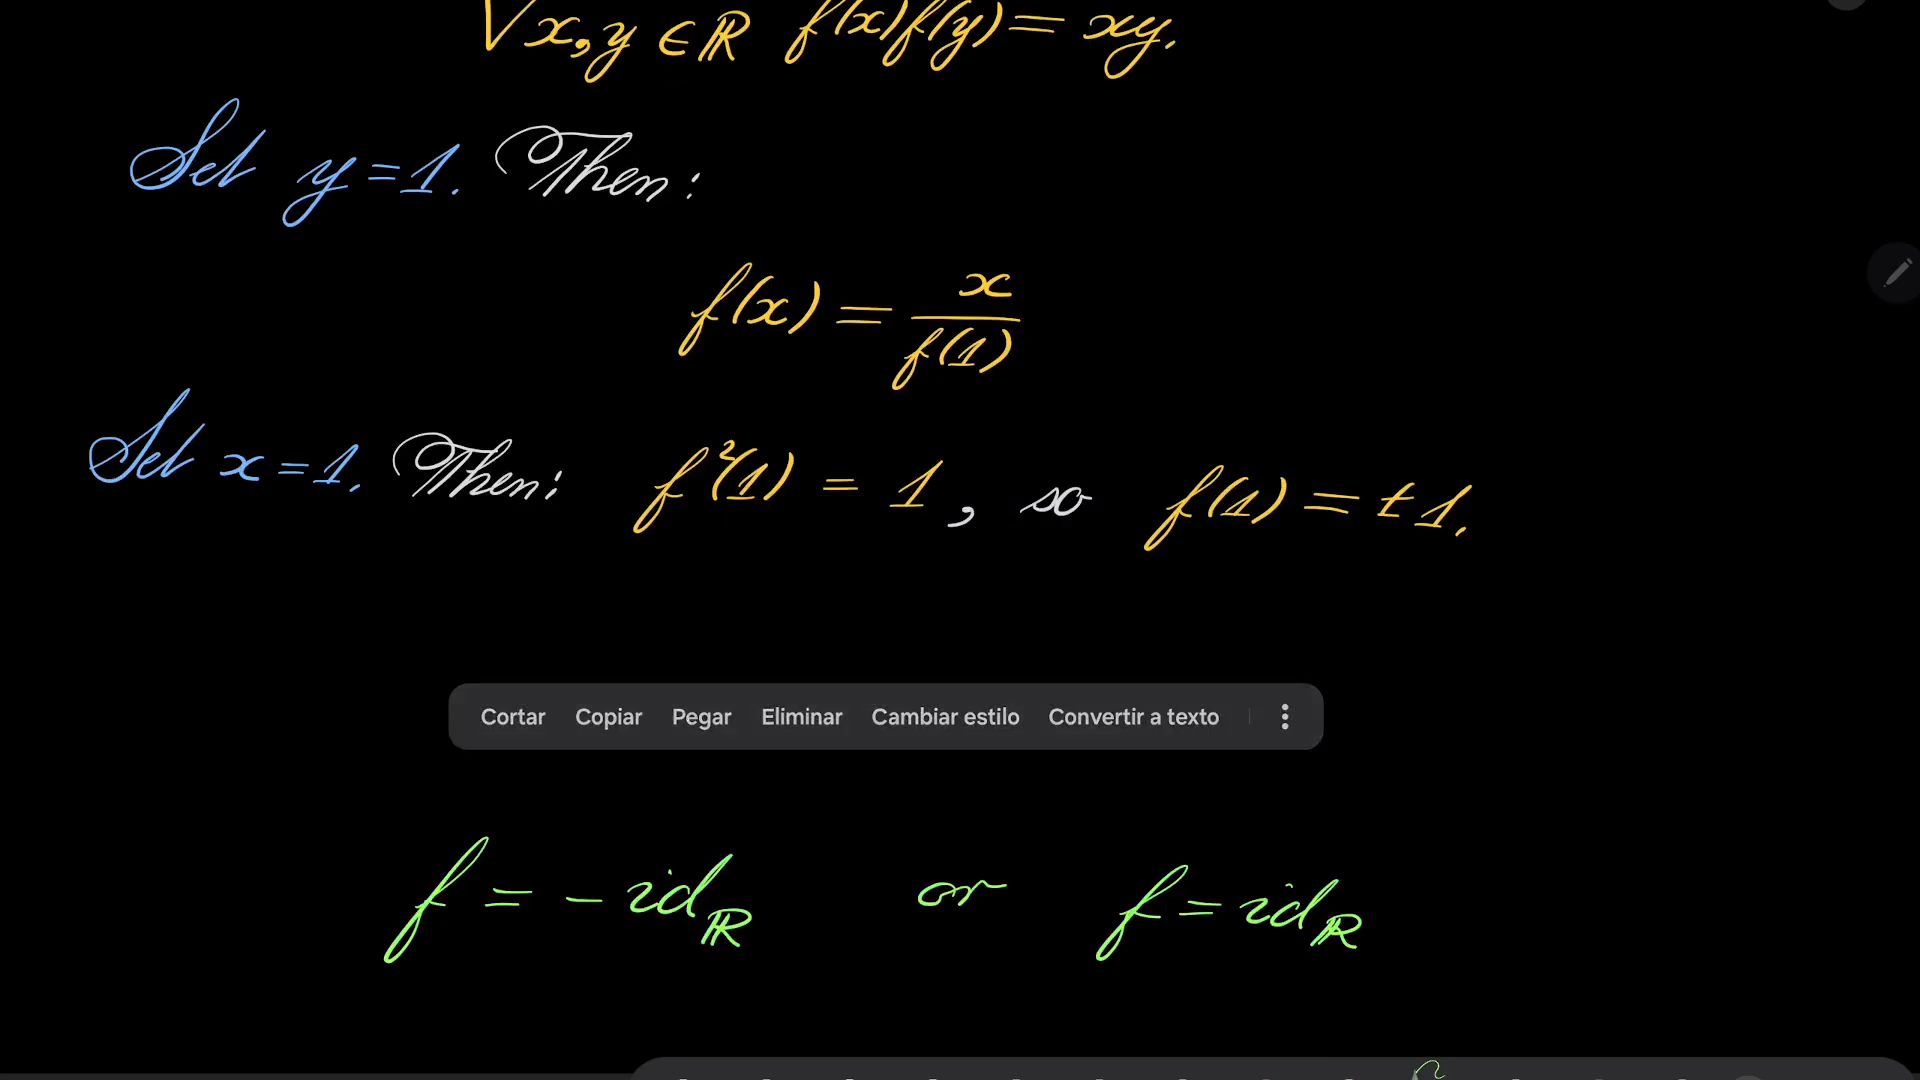 ∀x,y ∈ ℝ f(x)f(y) = xy.
Set y=1. Then:
f(x) = x/f(1)
Set x=1. Then: f²(1) = 1, so f(1) = ±1.
Cortar Copiar Pegar Eliminar Cambiar estilo Convertir a texto
f = -id_ℝ or f = id_ℝ